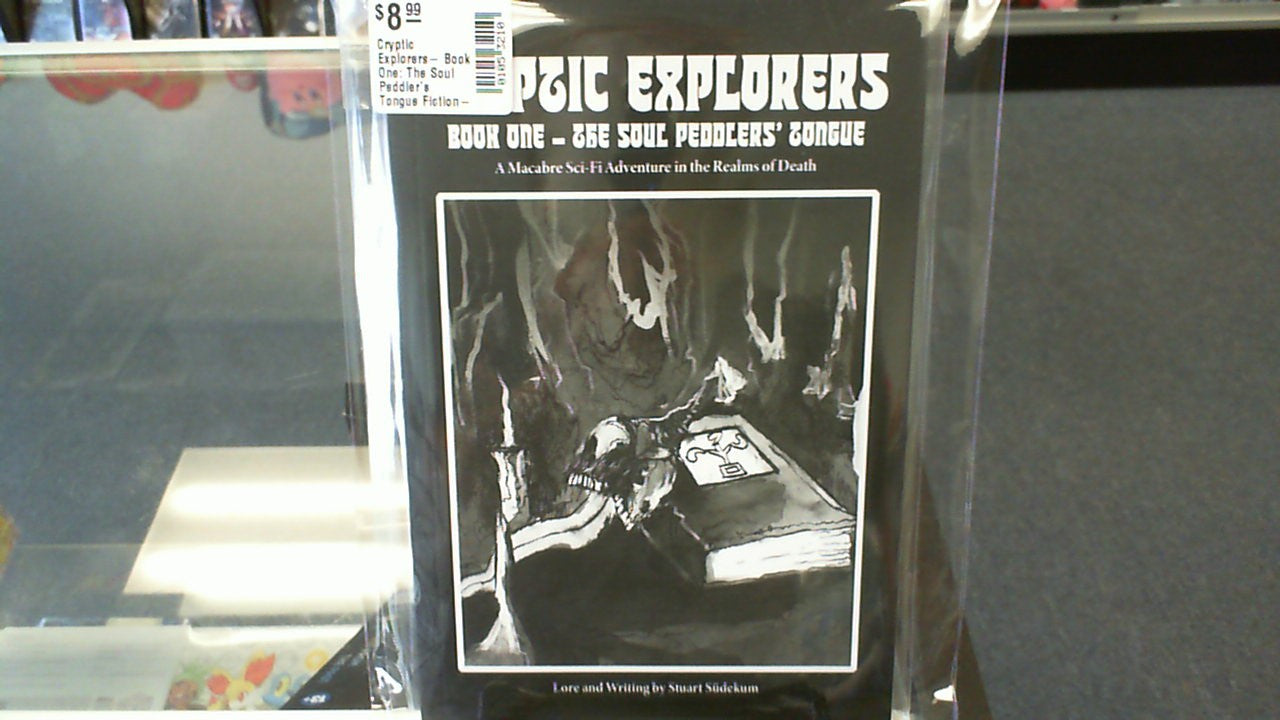 $8.99
Cryptic
Explorers- Book
One: The Soul
Peddler's
Tongue Fiction -
PTIC EXPLORERS
BOOK ONE - THE SOUL PEDDLERS' TONGUE
A Macabre Sci-Fi Adventure in the Realms of Death
Lore and Writing by Stuart Südekum